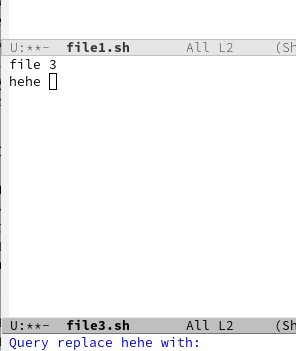 U:**-  file1.sh       All L2     (Sh
file 3
hehe
U:**-  file3.sh       All L2     (Sh
Query replace hehe with: